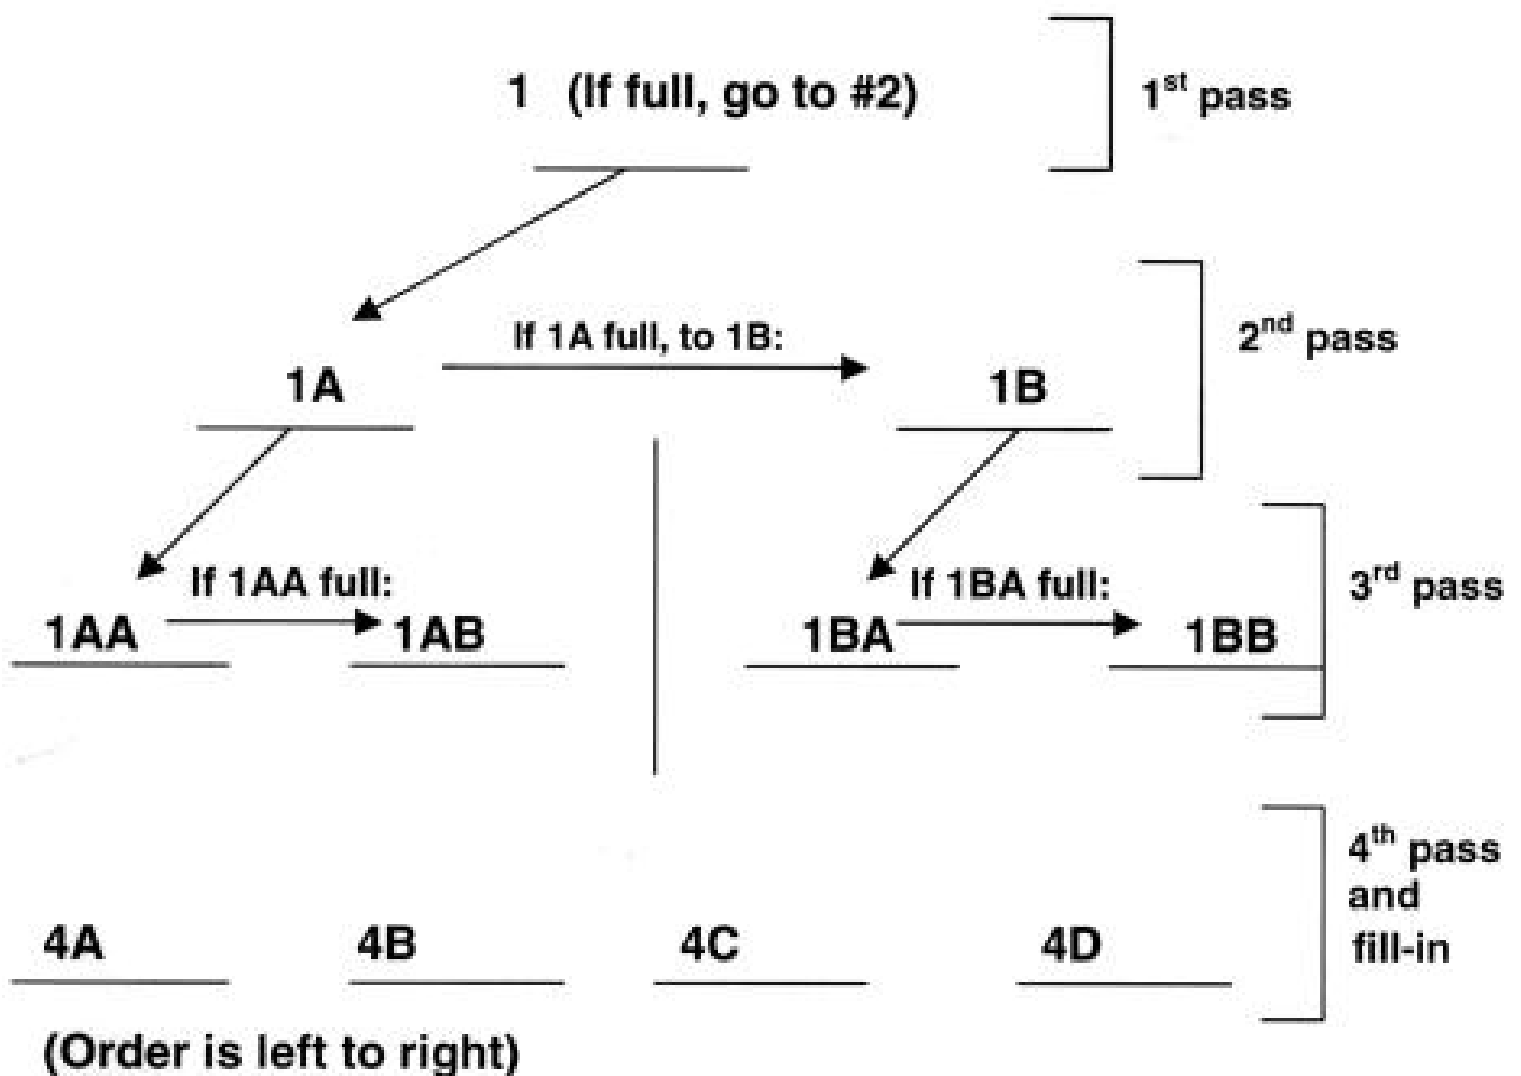 1 (If full, go to #2)
1st pass
If 1A full, to 1B:
2nd pass
1A
1B
If 1AA full:
If 1BA full:
3rd pass
1AA
1AB
1BA
1BB
4th pass
and
fill-in
4A
4B
4C
4D
(Order is left to right)